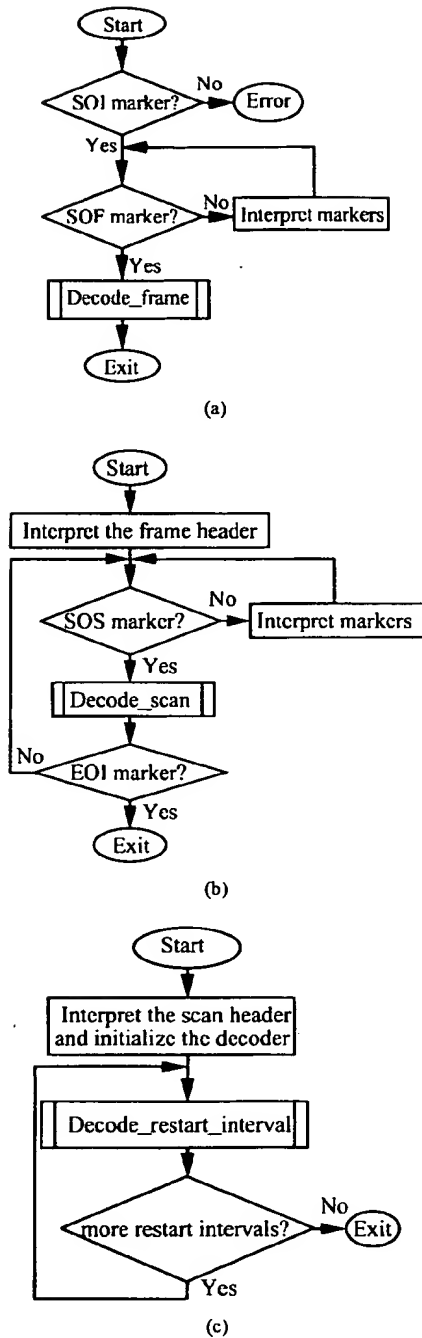 Start
SOI marker?
No
Error
Yes
SOF marker?
No
Interpret markers
Yes
Decode_frame
Exit
(a)
Start
Interpret the frame header
SOS marker?
No
Interpret markers
Yes
Decode_scan
No
EOI marker?
Yes
Exit
(b)
Start
Interpret the scan header
and initialize the decoder
Decode_restart_interval
more restart intervals?
No
Exit
Yes
(c)